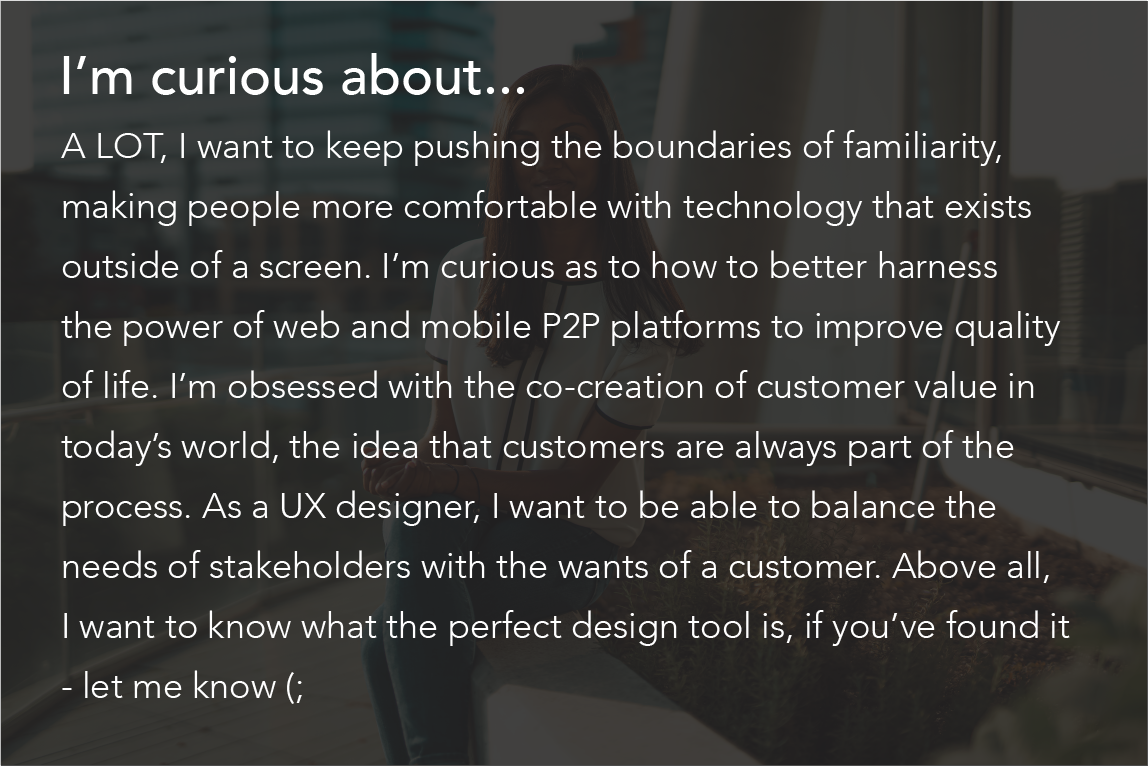 I’m curious about...
A LOT, I want to keep pushing the boundaries of familiarity,
making people more comfortable with technology that exists
outside of a screen. I’m curious as to how to better harness
the power of web and mobile P2P platforms to improve quality
of life. I’m obsessed with the co-creation of customer value in
today’s world, the idea that customers are always part of the
process. As a UX designer, I want to be able to balance the
needs of stakeholders with the wants of a customer. Above all,
I want to know what the perfect design tool is, if you’ve found it
- let me know (;